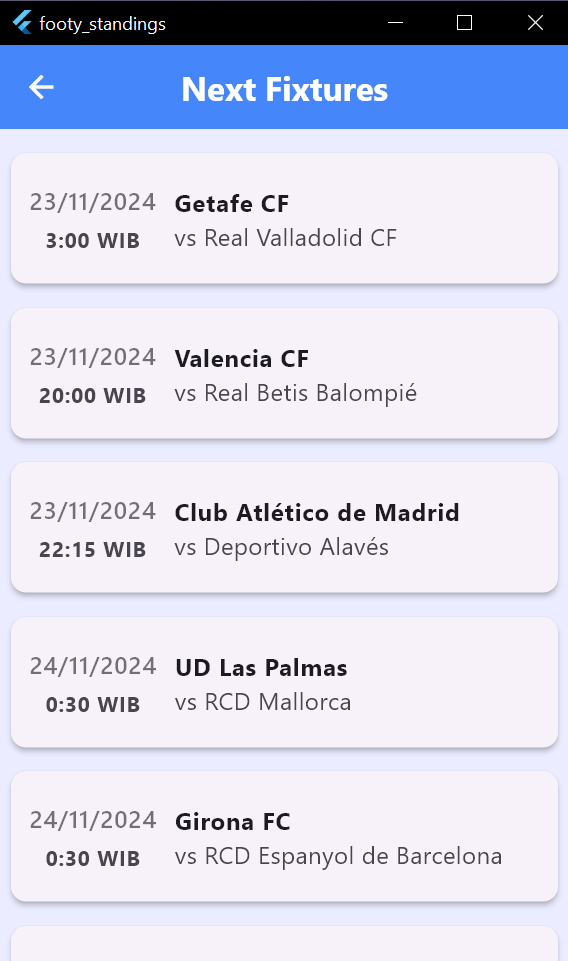 footy_standings
Next Fixtures
23/11/2024
3:00 WIB
Getafe CF
vs Real Valladolid CF
23/11/2024
20:00 WIB
Valencia CF
vs Real Betis Balompié
23/11/2024
22:15 WIB
Club Atlético de Madrid
vs Deportivo Alavés
24/11/2024
0:30 WIB
UD Las Palmas
vs RCD Mallorca
24/11/2024
0:30 WIB
Girona FC
vs RCD Espanyol de Barcelona